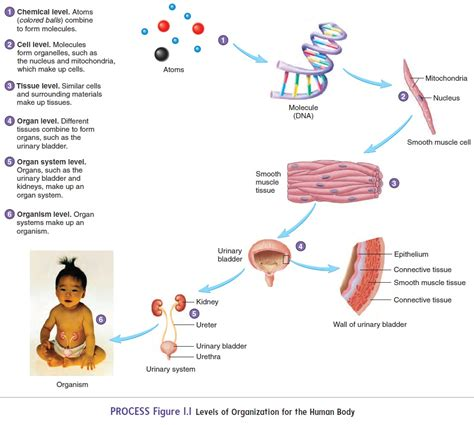 1 Chemical level. Atoms
(colored balls) combine
to form molecules.
2 Cell level. Molecules
form organelles, such as
the nucleus and mitochondria,
which make up cells.
3 Tissue level. Similar cells
and surrounding materials
make up tissues.
4 Organ level. Different
tissues combine to form
organs, such as the
urinary bladder.
5 Organ system level.
Organs, such as the
urinary bladder and
kidneys, make up an
organ system.
6 Organism level. Organ
systems make up an
organism.
Atoms
1
Molecule
(DNA)
2
Mitochondria
Nucleus
Smooth muscle cell
Smooth
muscle
tissue
3
Urinary
bladder
4
Epithelium
Connective tissue
Smooth muscle tissue
Connective tissue
Wall of urinary bladder
Kidney
5
Ureter
Urinary bladder
Urethra
Urinary system
6
Organism
PROCESS Figure 1.1 Levels of Organization for the Human Body